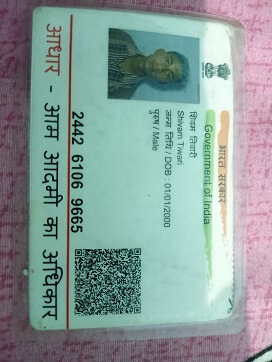 भारत सरकार
Government of India
शिवम तिवारी
Shivam Tiwari
जन्म तिथि / DOB : 01/01/2000
पुरुष / Male
2442 6106 9665
आधार - आम आदमी का अधिकार